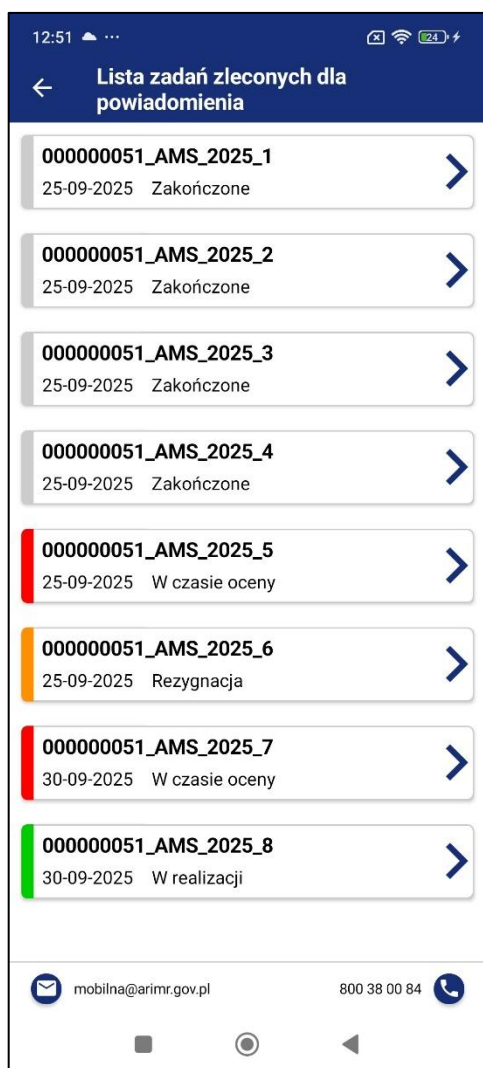 12:51
24
Lista zadań zleconych dla
powiadomienia
000000051_AMS_2025_1
25-09-2025 Zakończone
000000051_AMS_2025_2
25-09-2025 Zakończone
000000051_AMS_2025_3
25-09-2025 Zakończone
000000051_AMS_2025_4
25-09-2025 Zakończone
000000051_AMS_2025_5
25-09-2025 W czasie oceny
000000051_AMS_2025_6
25-09-2025 Rezygnacja
000000051_AMS_2025_7
30-09-2025 W czasie oceny
000000051_AMS_2025_8
30-09-2025 W realizacji
mobilna@arimr.gov.pl 800 38 00 84